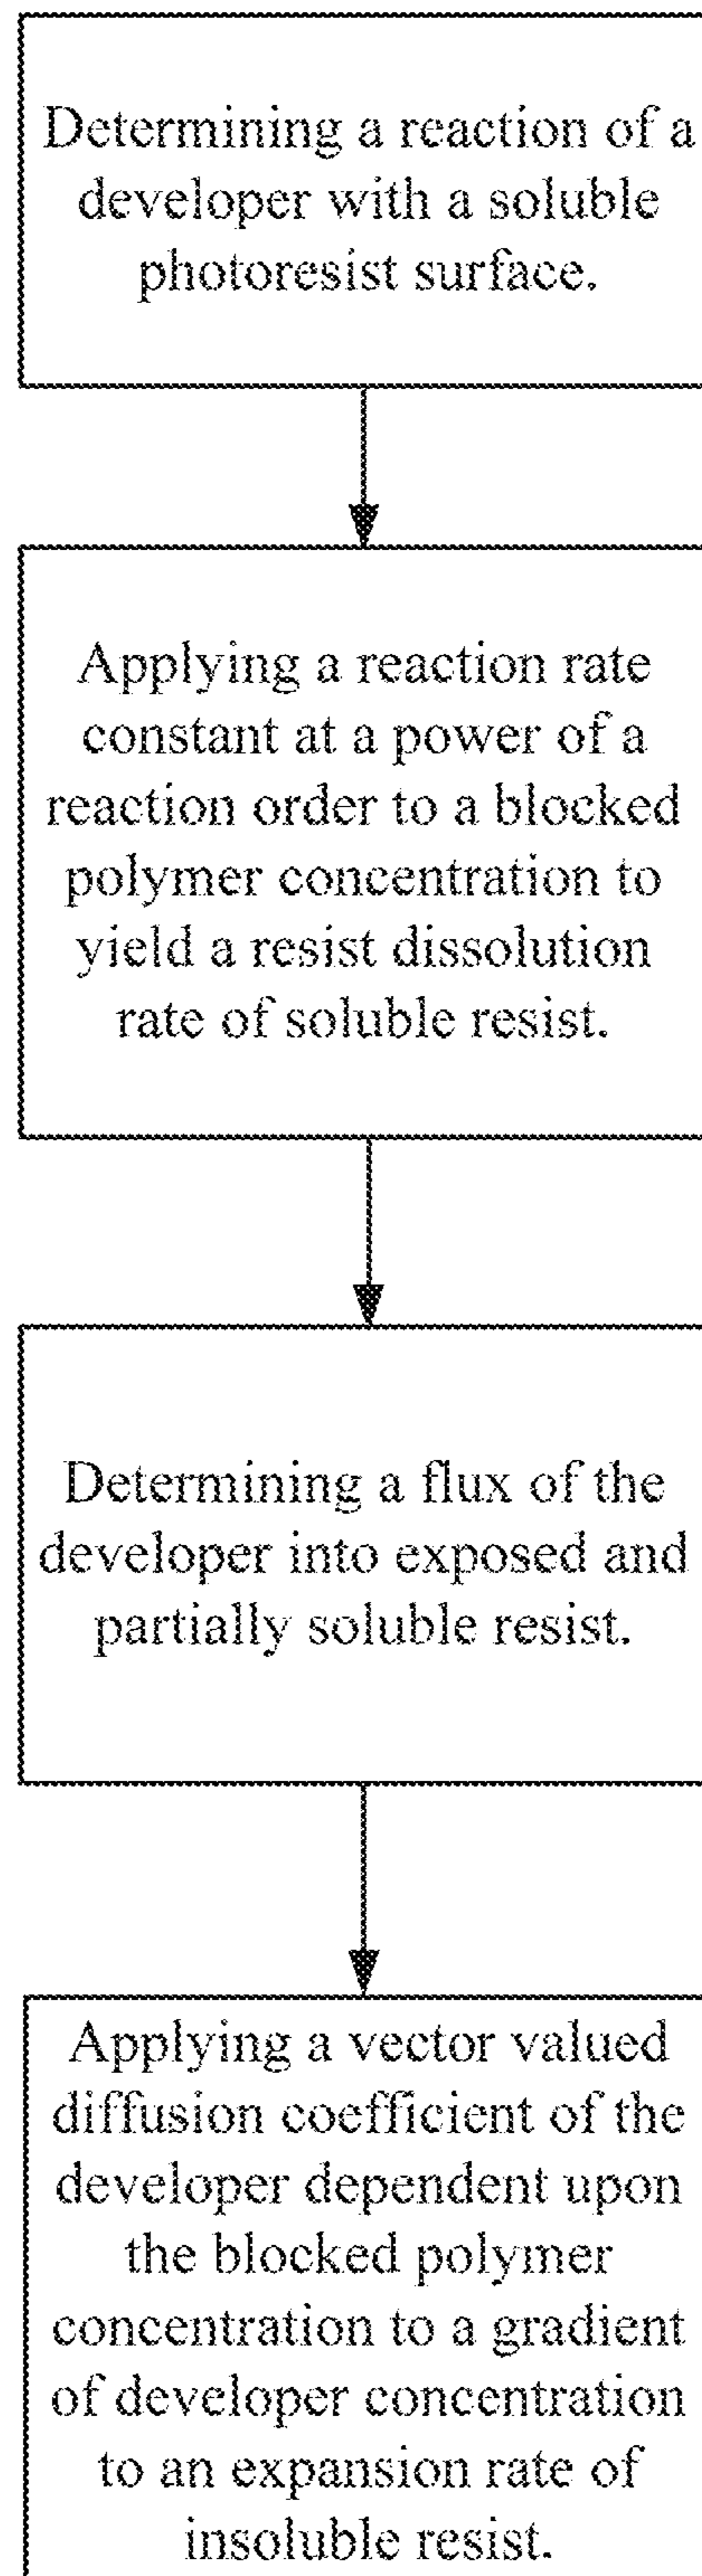 Determining a reaction of a
developer with a soluble
photoresist surface.
Applying a reaction rate
constant at a power of a
reaction order to a blocked
polymer concentration to
yield a resist dissolution
rate of soluble resist.
Determining a flux of the
developer into exposed and
partially soluble resist.
Applying a vector valued
diffusion coefficient of the
developer dependent upon
the blocked polymer
concentration to a gradient
of developer concentration
to an expansion rate of
insoluble resist.